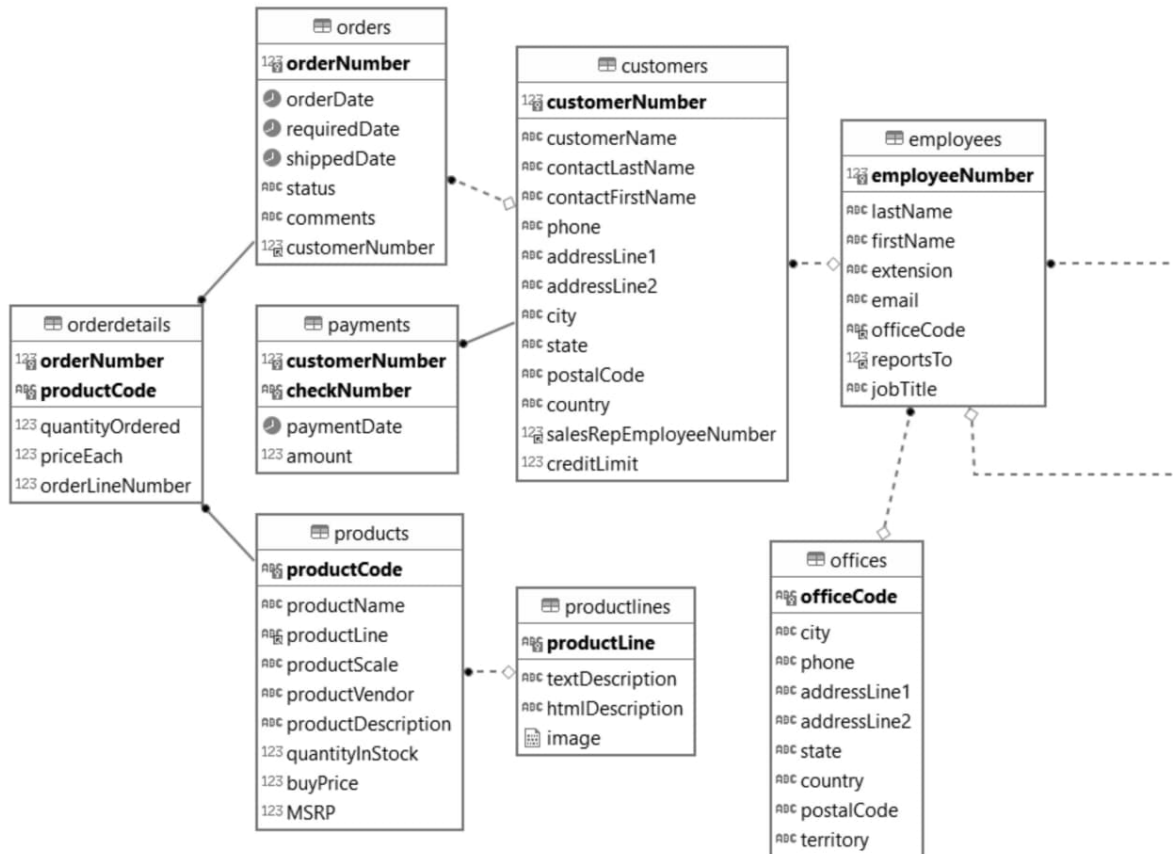 orders
orderNumber
orderDate
requiredDate
shippedDate
status
comments
customerNumber
customers
customerNumber
customerName
contactLastName
contactFirstName
phone
addressLine1
addressLine2
city
state
postalCode
country
salesRepEmployeeNumber
creditLimit
employees
employeeNumber
lastName
firstName
extension
email
officeCode
reportsTo
jobTitle
orderdetails
orderNumber
productCode
quantityOrdered
priceEach
orderLineNumber
payments
customerNumber
checkNumber
paymentDate
amount
products
productCode
productName
productLine
productScale
productVendor
productDescription
quantityInStock
buyPrice
MSRP
productlines
productLine
textDescription
htmlDescription
image
offices
officeCode
city
phone
addressLine1
addressLine2
state
country
postalCode
territory